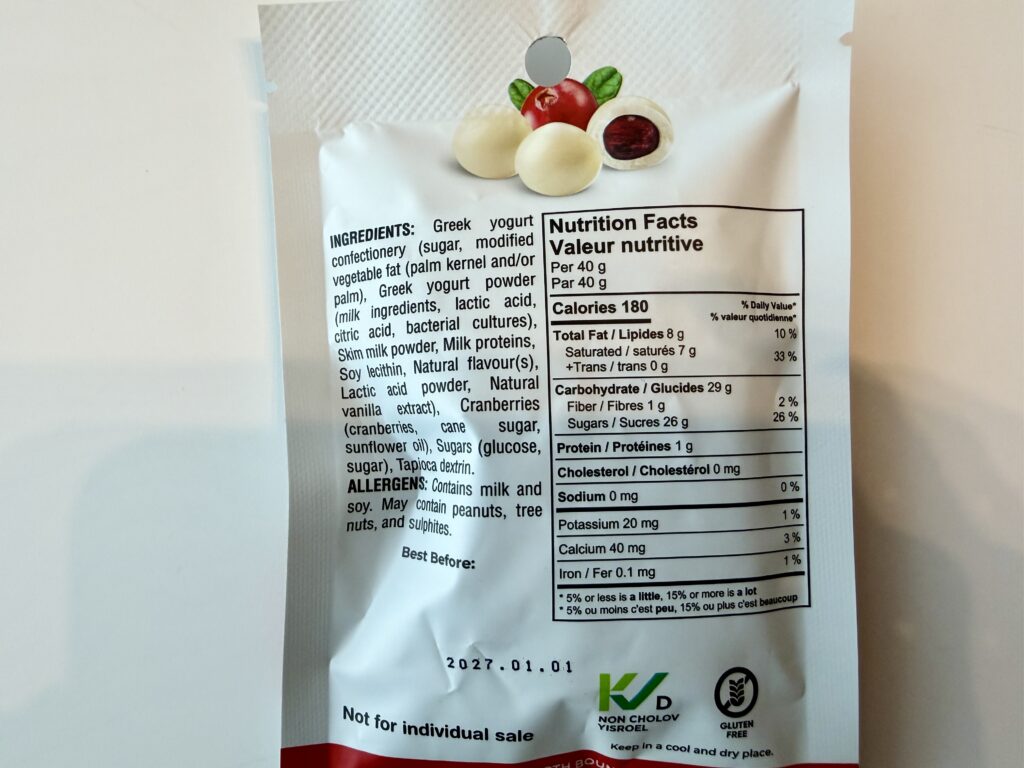 INGREDIENTS: Greek yogurt
confectionery (sugar, modified
vegetable fat (palm kernel and/or
palm), Greek yogurt powder
(milk ingredients, lactic acid,
citric acid, bacterial cultures),
Skim milk powder, Milk proteins,
Soy lecithin, Natural flavour(s),
Lactic acid powder, Natural
vanilla extract), Cranberries
(cranberries, cane sugar,
sunflower oil), Sugars (glucose,
sugar), Tapioca dextrin.
ALLERGENS: Contains milk and
soy. May contain peanuts, tree
nuts, and sulphites.
Best Before:
2027.01.01
Not for individual sale
Nutrition Facts
Valeur nutritive
Per 40 g
Par 40 g
Calories 180 % Daily Value*
% valeur quotidienne*
Total Fat / Lipides 8 g 10 %
Saturated / saturés 7 g
+Trans / trans 0 g 33 %
Carbohydrate / Glucides 29 g
Fiber / Fibres 1 g 2 %
Sugars / Sucres 26 g 26 %
Protein / Protéines 1 g
Cholesterol / Cholestérol 0 mg
Sodium 0 mg 0 %
Potassium 20 mg 1 %
Calcium 40 mg 3 %
Iron / Fer 0.1 mg 1 %
* 5% or less is a little, 15% or more is a lot
* 5% ou moins c'est peu, 15% ou plus c'est beaucoup
KV D
NON CHOLOV
YISROEL
GLUTEN
FREE
Keep in a cool and dry place.